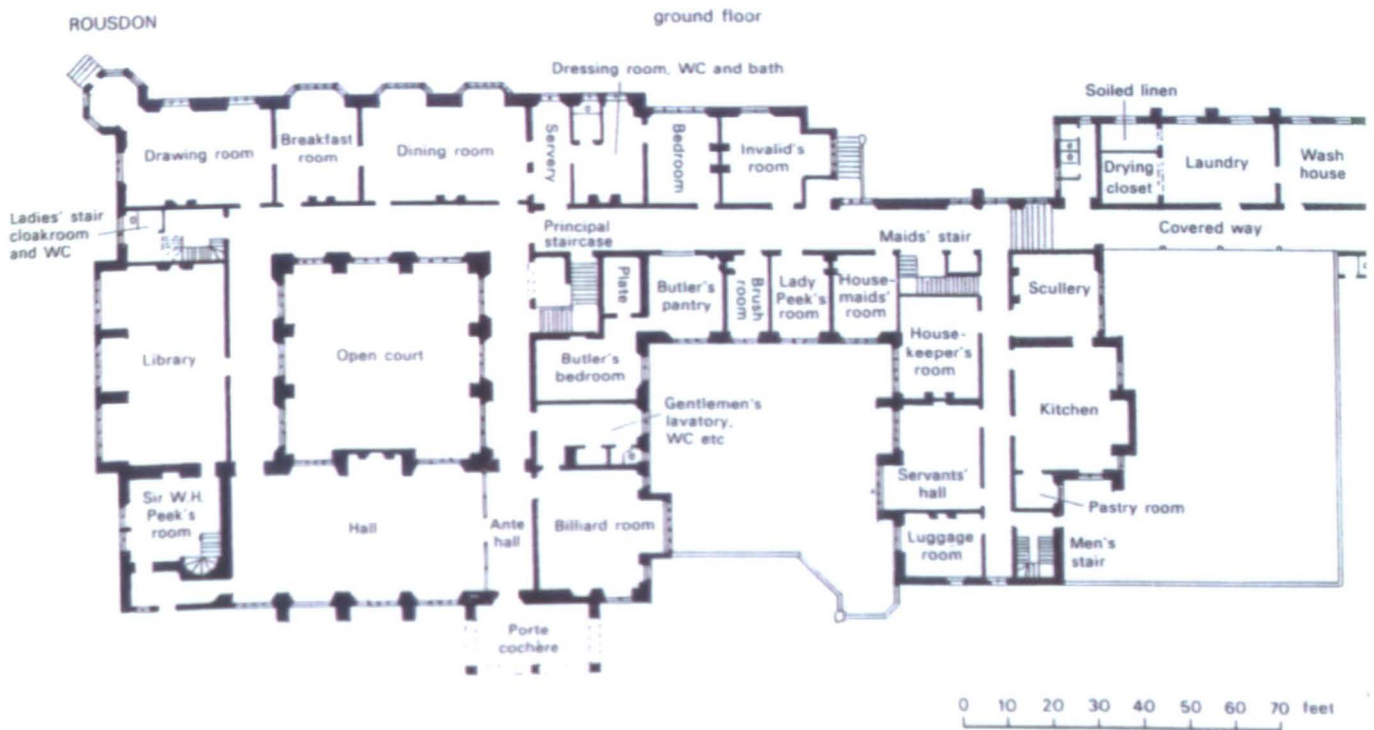 ROUSDON
ground floor
Dressing room, WC and bath
Soiled linen
Drawing room
Breakfast
room
Dining room
Servery
Bedroom
Invalid's
room
Drying
closet
Laundry
Wash
house
Ladies' stair
cloakroom
and WC
Principal
staircase
Maids' stair
Covered way
Plate
Butler's
pantry
Brush
room
Lady
Peek's
room
House-
maids'
room
Scullery
Library
Open court
Butler's
bedroom
House-
keeper's
room
Gentlemen's
lavatory,
WC etc
Kitchen
Sir W.H.
Peek's
room
Hall
Ante
hall
Billiard room
Servants'
hall
Pastry room
Luggage
room
Men's
stair
Porte
cochère
0 10 20 30 40 50 60 70 feet